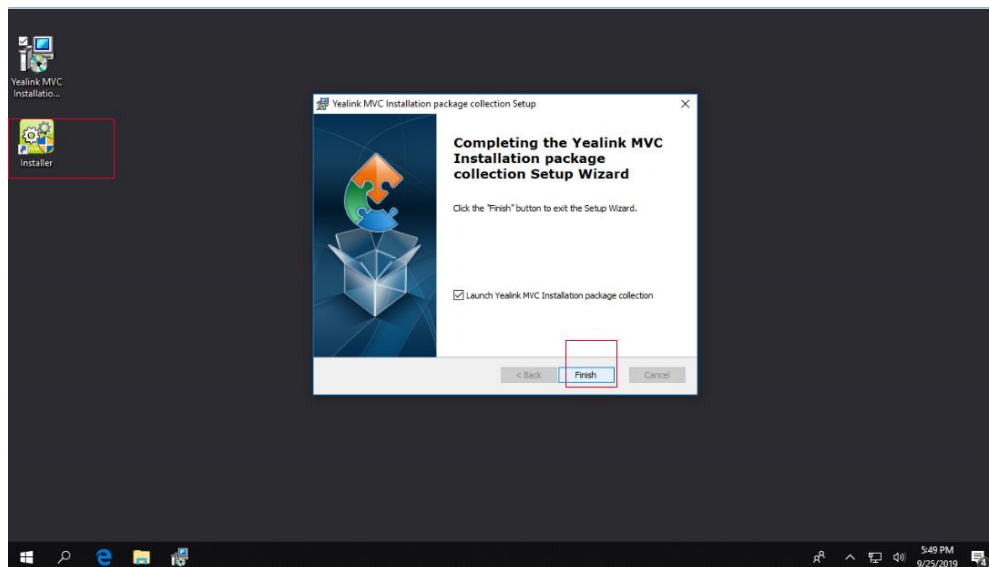 Yealink MVC
Installatio...
Installer
Yealink MVC Installation package collection Setup
Completing the Yealink MVC
Installation package
collection Setup Wizard
Click the "Finish" button to exit the Setup Wizard.
Launch Yealink MVC Installation package collection
< Back
Finish
Cancel
5:49 PM
9/25/2019
4